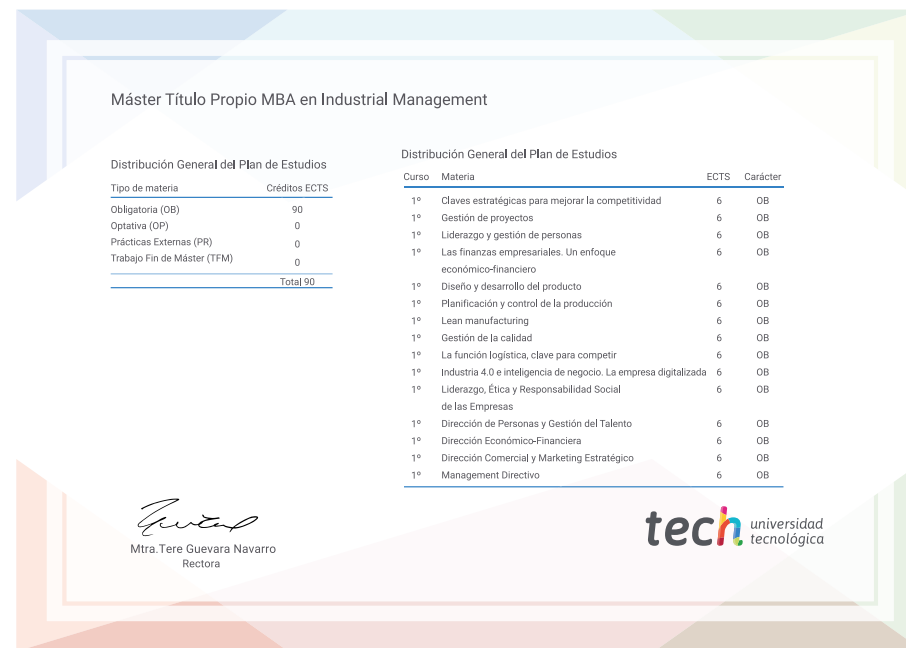 Máster Título Propio MBA en Industrial Management
Distribución General del Plan de Estudios
Tipo de materia Créditos ECTS
Obligatoria (OB) 90
Optativa (OP) 0
Prácticas Externas (PR) 0
Trabajo Fin de Máster (TFM) 0
Total 90
Distribución General del Plan de Estudios
Curso Materia ECTS Carácter
1º Claves estratégicas para mejorar la competitividad 6 OB
1º Gestión de proyectos 6 OB
1º Liderazgo y gestión de personas 6 OB
1º Las finanzas empresariales. Un enfoque 6 OB
económico-financiero
1º Diseño y desarrollo del producto 6 OB
1º Planificación y control de la producción 6 OB
1º Lean manufacturing 6 OB
1º Gestión de la calidad 6 OB
1º La función logística, clave para competir 6 OB
1º Industria 4.0 e inteligencia de negocio. La empresa digitalizada 6 OB
1º Liderazgo, Ética y Responsabilidad Social 6 OB
de las Empresas
1º Dirección de Personas y Gestión del Talento 6 OB
1º Dirección Económico-Financiera 6 OB
1º Dirección Comercial y Marketing Estratégico 6 OB
1º Management Directivo 6 OB
Mtra.Tere Guevara Navarro
Rectora
tech universidad
tecnológica